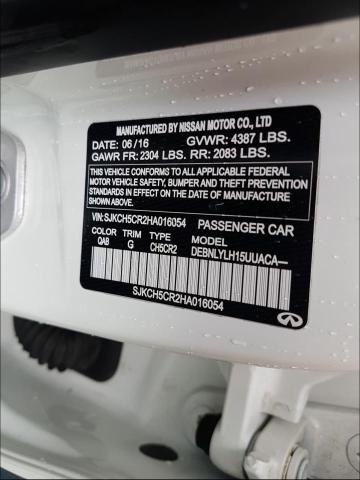 MANUFACTURED BY NISSAN MOTOR CO., LTD
DATE: 06/16 GVWR: 4387 LBS.
GAWR FR: 2304 LBS. RR: 2083 LBS.
THIS VEHICLE CONFORMS TO ALL APPLICABLE FEDERAL
MOTOR VEHICLE SAFETY, BUMPER AND THEFT PREVENTION
STANDARDS IN EFFECT ON THE DATE OF MANUFACTURE
SHOWN ABOVE.
VIN: SJKCH5CR2HA016054 PASSENGER CAR
COLOR TRIM TYPE MODEL
QAB G CH5CR2 DEBNLYLH15UUACA—
SJKCH5CR2HA016054